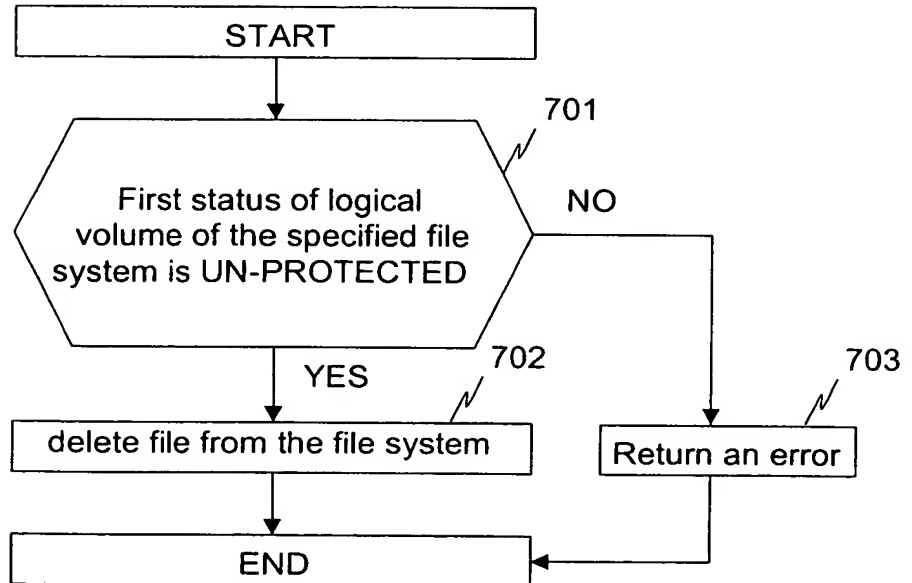 START
701
First status of logical
volume of the specified file
system is UN-PROTECTED
NO
YES
702
703
delete file from the file system
Return an error
END